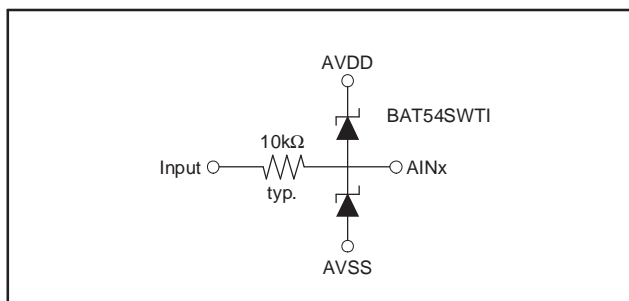 AVDD
BAT54SWTI
10kΩ
Input
AINx
typ.
AVSS